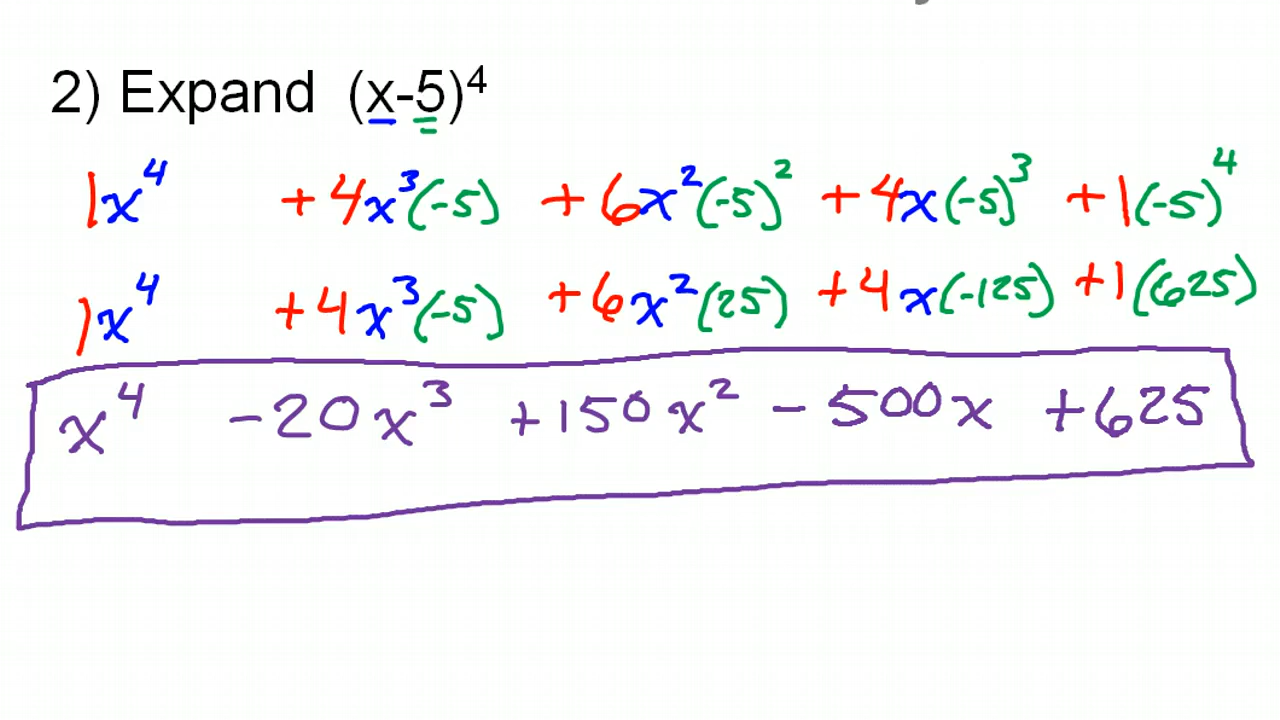 2) Expand (x-5)⁴
1x⁴ +4x³(-5) +6x²(-5)² +4x(-5)³ +1(-5)⁴
1x⁴ +4x³(-5) +6x²(25) +4x(-125) +1(625)
x⁴ -20x³ +150x² -500x +625